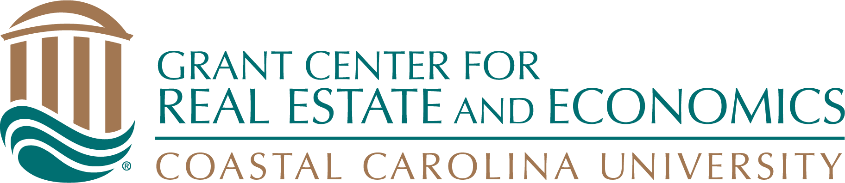 GRANT CENTER FOR
REAL ESTATE AND ECONOMICS
®
COASTAL CAROLINA UNIVERSITY